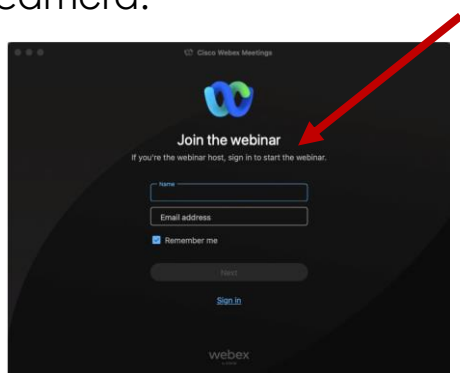 camera.
Cisco Webex Meetings
Join the webinar
If you're the webinar host, sign in to start the webinar.
Name
Email address
Remember me
Next
Sign In
webex